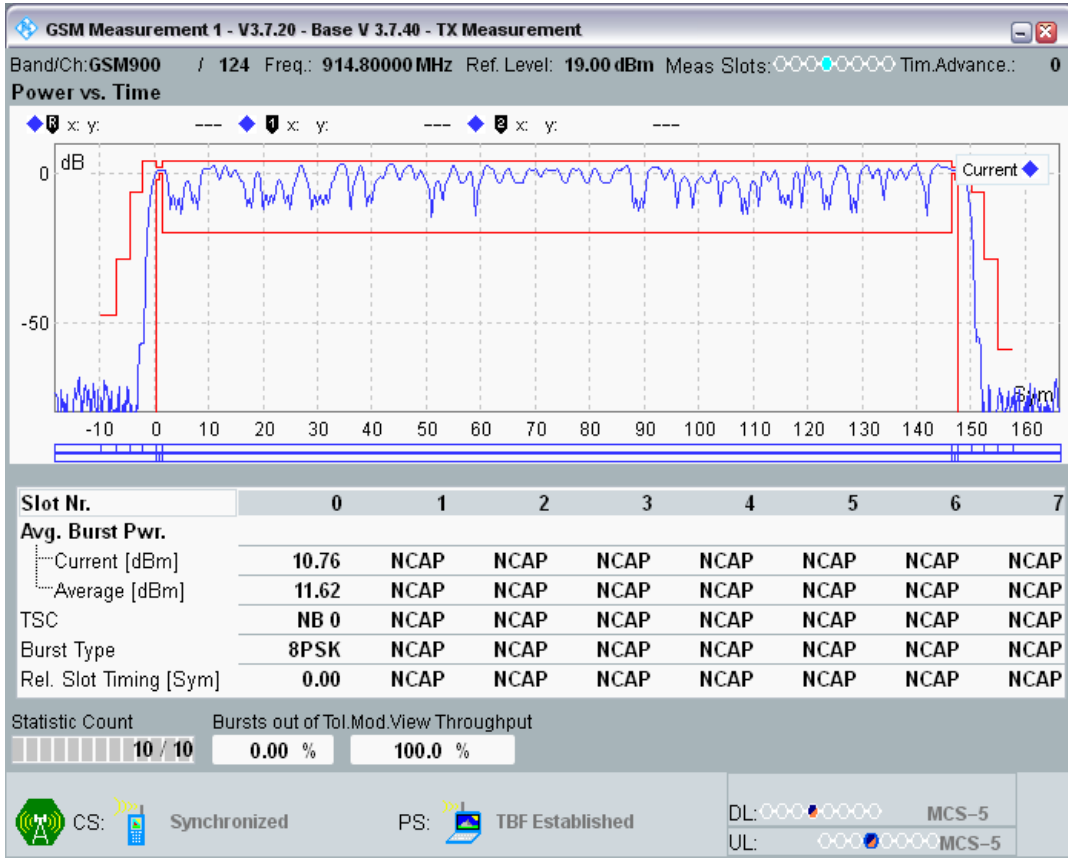 GSM Measurement 1 - V3.7.20 - Base V 3.7.40 - TX Measurement
Band/Ch:GSM900 / 124 Freq.: 914.80000 MHz Ref. Level: 19.00 dBm Meas Slots: Tim.Advance.: 0
Power vs. Time
R x: y: --- 1 x: y: --- 2 x: y: ---
dB
Current
0
-50
Sym
-10 0 10 20 30 40 50 60 70 80 90 100 110 120 130 140 150 160
Slot Nr. 0 1 2 3 4 5 6 7
Avg. Burst Pwr.
Current [dBm] 10.76 NCAP NCAP NCAP NCAP NCAP NCAP NCAP
Average [dBm] 11.62 NCAP NCAP NCAP NCAP NCAP NCAP NCAP
TSC NB 0 NCAP NCAP NCAP NCAP NCAP NCAP NCAP
Burst Type 8PSK NCAP NCAP NCAP NCAP NCAP NCAP NCAP
Rel. Slot Timing [Sym] 0.00 NCAP NCAP NCAP NCAP NCAP NCAP NCAP
Statistic Count Bursts out of Tol.Mod.View Throughput
10 / 10 0.00 % 100.0 %
CS: Synchronized PS: TBF Established DL: MCS-5
UL: MCS-5